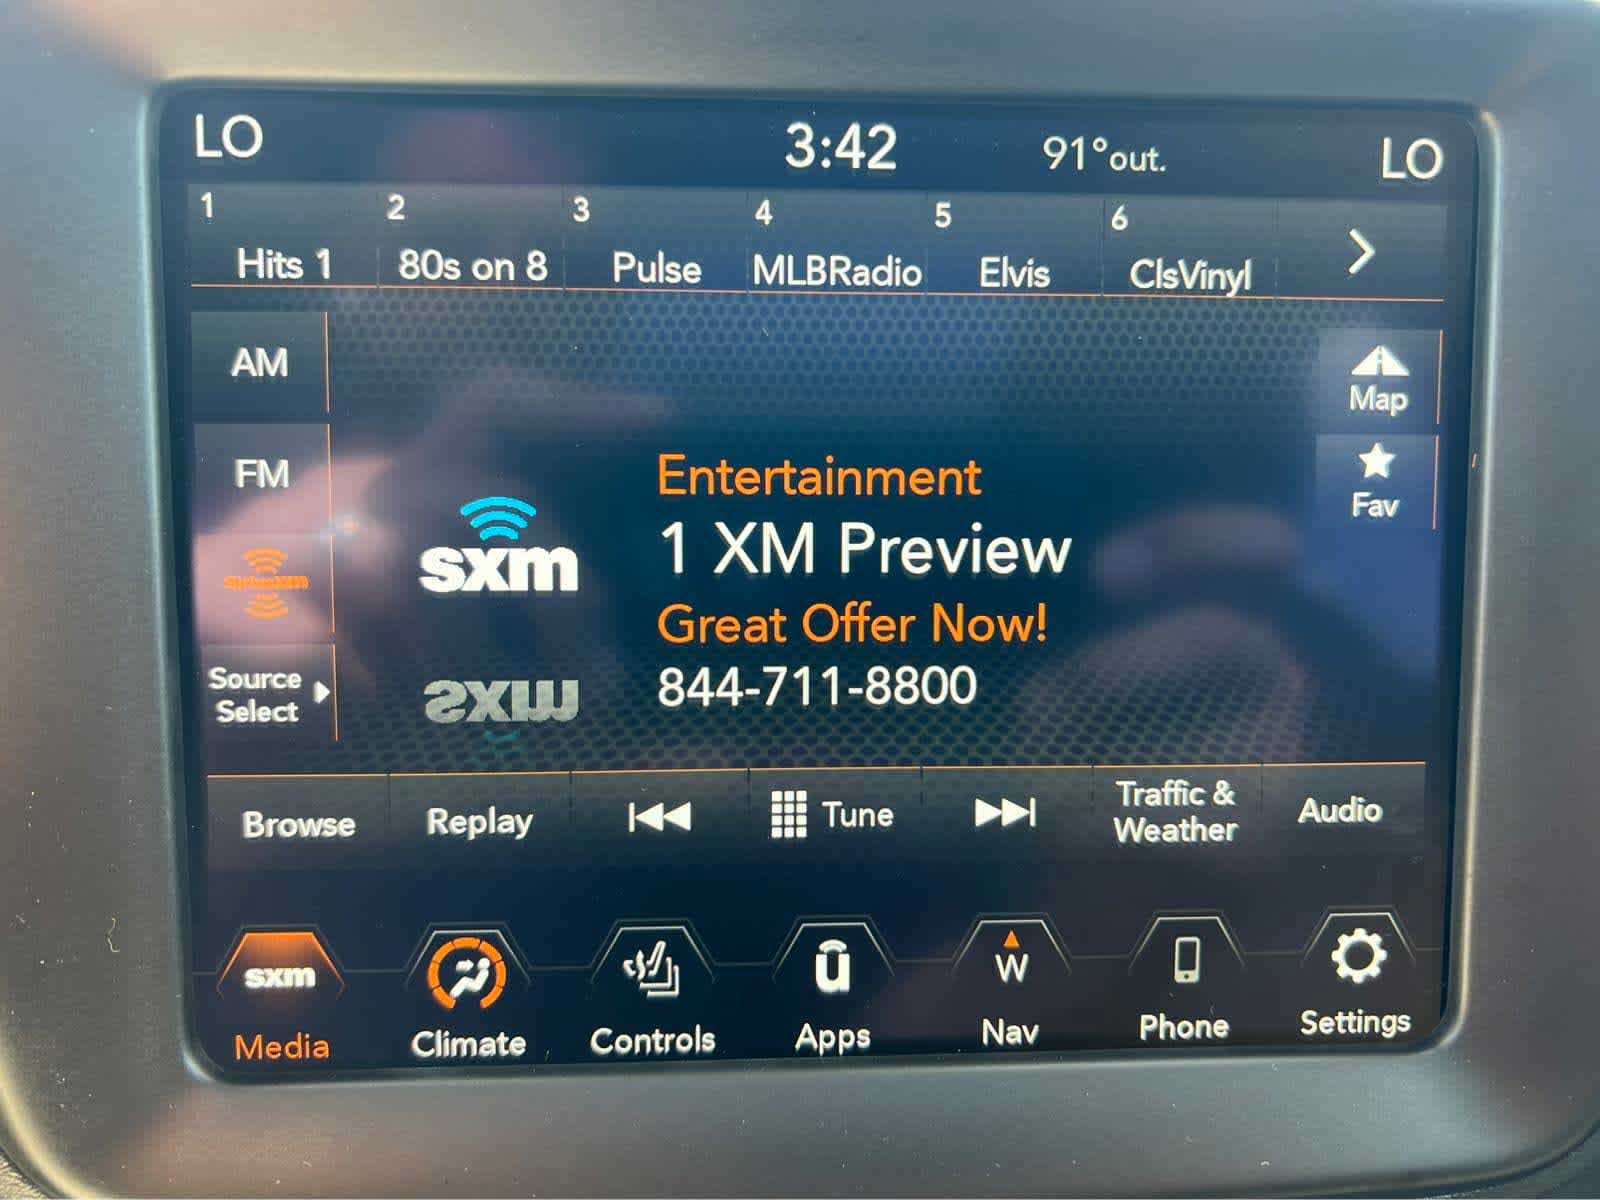 LO 3:42 91°out. LO
1 2 3 4 5 6
Hits 1 80s on 8 Pulse MLBRadio Elvis ClsVinyl
AM
Map
FM
Fav
Entertainment
sxm
1 XM Preview
Great Offer Now!
844-711-8800
siriusxm
Source
Select
Browse Replay Tune Traffic & Audio
Weather
sxm
W
Media Climate Controls Apps Nav Phone Settings